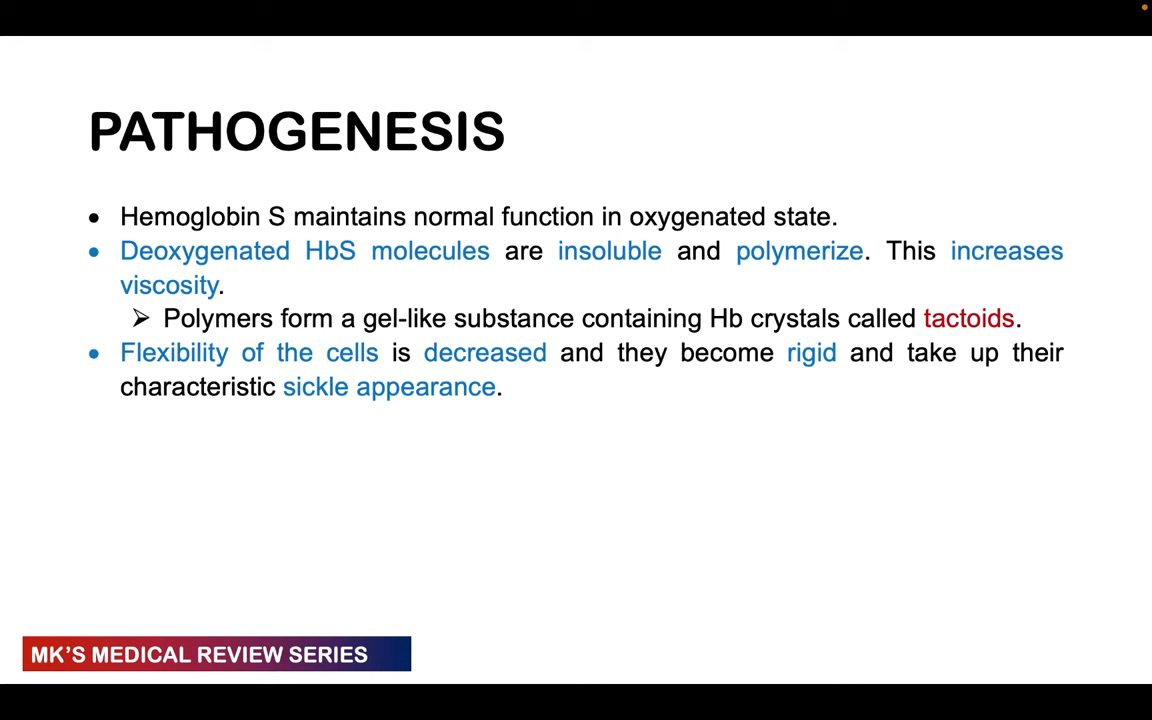 PATHOGENESIS
• Hemoglobin S maintains normal function in oxygenated state.
• Deoxygenated HbS molecules are insoluble and polymerize. This increases
viscosity.
➢ Polymers form a gel-like substance containing Hb crystals called tactoids.
• Flexibility of the cells is decreased and they become rigid and take up their
characteristic sickle appearance.
MK'S MEDICAL REVIEW SERIES